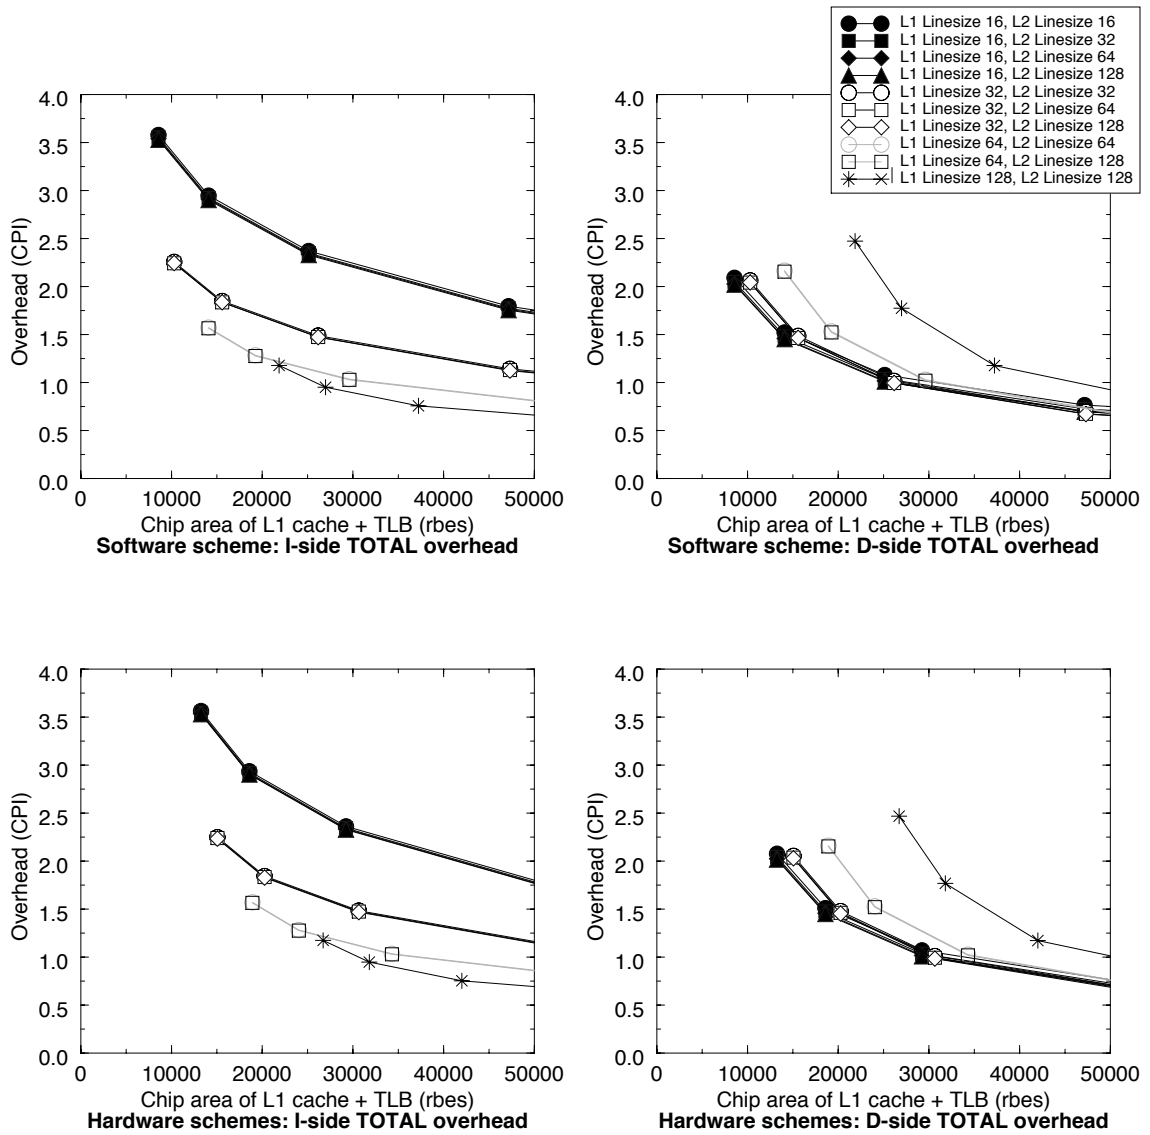 L1 Linesize 16, L2 Linesize 16
L1 Linesize 16, L2 Linesize 32
L1 Linesize 16, L2 Linesize 64
L1 Linesize 16, L2 Linesize 128
L1 Linesize 32, L2 Linesize 32
L1 Linesize 32, L2 Linesize 64
L1 Linesize 32, L2 Linesize 128
L1 Linesize 64, L2 Linesize 64
L1 Linesize 64, L2 Linesize 128
L1 Linesize 128, L2 Linesize 128
4.0
3.5
3.0
2.5
2.0
1.5
1.0
0.5
0.0
Overhead (CPI)
0 10000 20000 30000 40000 50000
Chip area of L1 cache + TLB (rbes)
Software scheme: I-side TOTAL overhead
4.0
3.5
3.0
2.5
2.0
1.5
1.0
0.5
0.0
Overhead (CPI)
0 10000 20000 30000 40000 50000
Chip area of L1 cache + TLB (rbes)
Software scheme: D-side TOTAL overhead
4.0
3.5
3.0
2.5
2.0
1.5
1.0
0.5
0.0
Overhead (CPI)
0 10000 20000 30000 40000 50000
Chip area of L1 cache + TLB (rbes)
Hardware schemes: I-side TOTAL overhead
4.0
3.5
3.0
2.5
2.0
1.5
1.0
0.5
0.0
Overhead (CPI)
0 10000 20000 30000 40000 50000
Chip area of L1 cache + TLB (rbes)
Hardware schemes: D-side TOTAL overhead